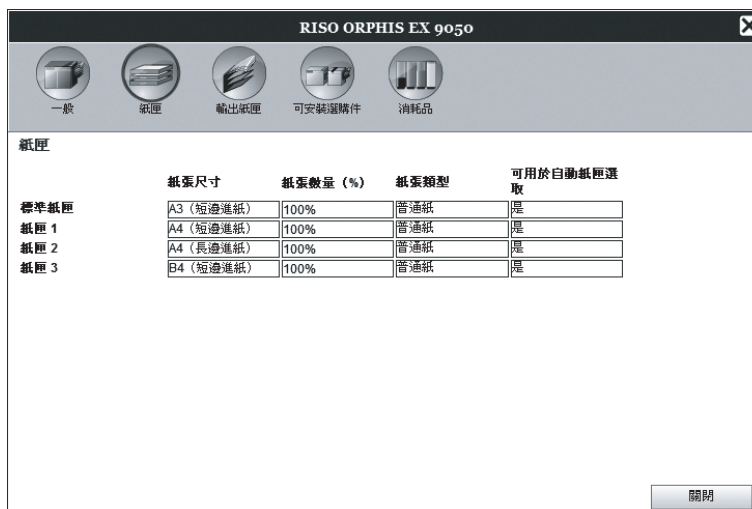 RISO ORPHIS EX 9050
一般
紙匣
輸出紙匣
可安裝選購件
消耗品
紙匣
紙張尺寸 紙張數量（%） 紙張類型 可用於自動紙匣選
取
標準紙匣 A3（短邊進紙） 100% 普通紙 是
紙匣 1 A4（短邊進紙） 100% 普通紙 是
紙匣 2 A4（長邊進紙） 100% 普通紙 是
紙匣 3 B4（短邊進紙） 100% 普通紙 是
關閉